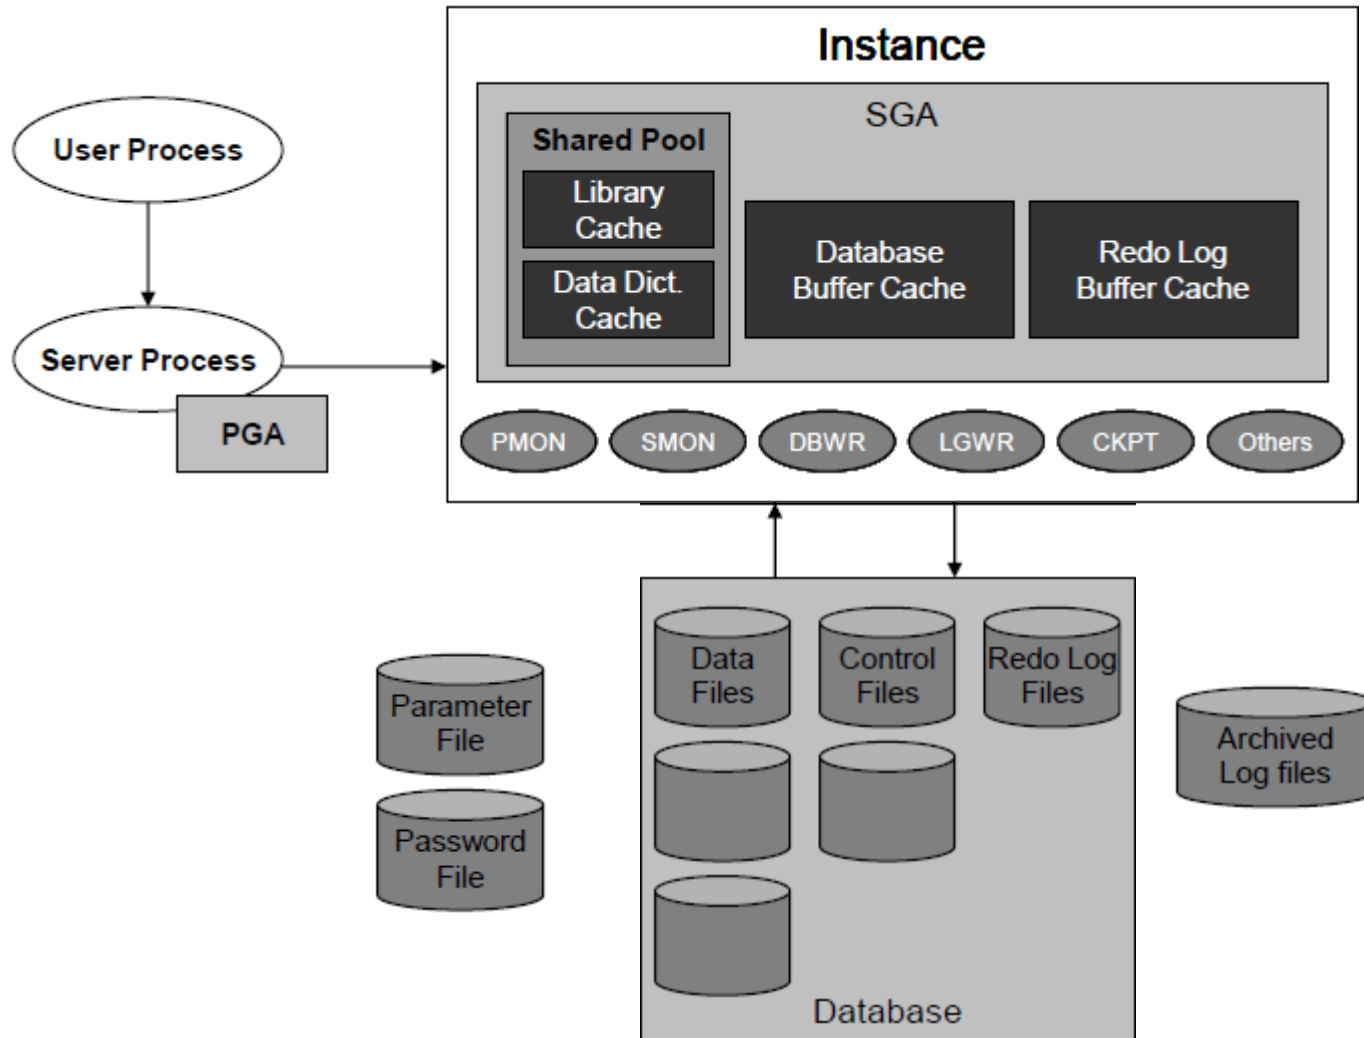 Instance
SGA
User Process
Shared Pool
Library
Cache
Data Dict.
Cache
Database
Buffer Cache
Redo Log
Buffer Cache
Server Process
PGA
PMON
SMON
DBWR
LGWR
CKPT
Others
Data
Files
Control
Files
Redo Log
Files
Parameter
File
Password
File
Archived
Log files
Database